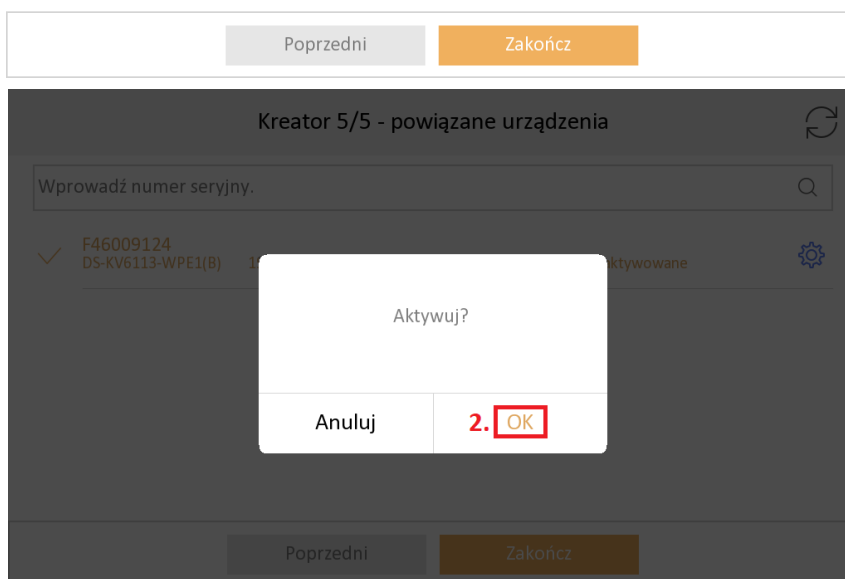 Poprzedni Zakończ
Kreator 5/5 - powiązane urządzenia
Wprowadź numer seryjny.
F46009124
DS-KV6113-WPE1(B)
Aktywuj?
Anuluj 2. OK
Poprzedni Zakończ